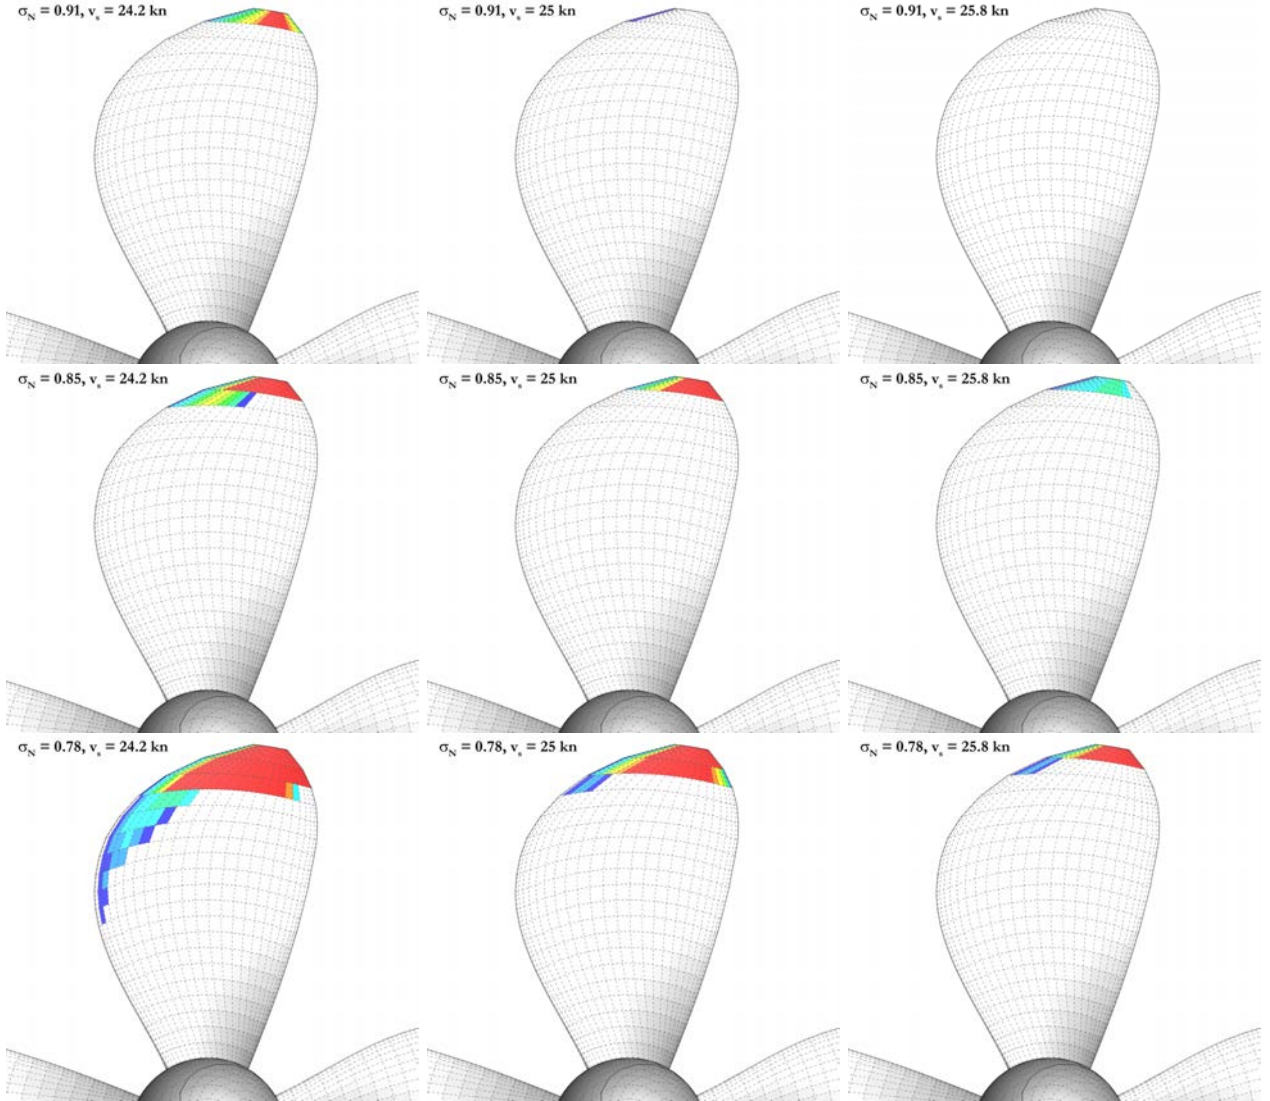 σN = 0.91, vs = 24.2 kn
σN = 0.91, vs = 25 kn
σN = 0.91, vs = 25.8 kn
σN = 0.85, vs = 24.2 kn
σN = 0.85, vs = 25 kn
σN = 0.85, vs = 25.8 kn
σN = 0.78, vs = 24.2 kn
σN = 0.78, vs = 25 kn
σN = 0.78, vs = 25.8 kn